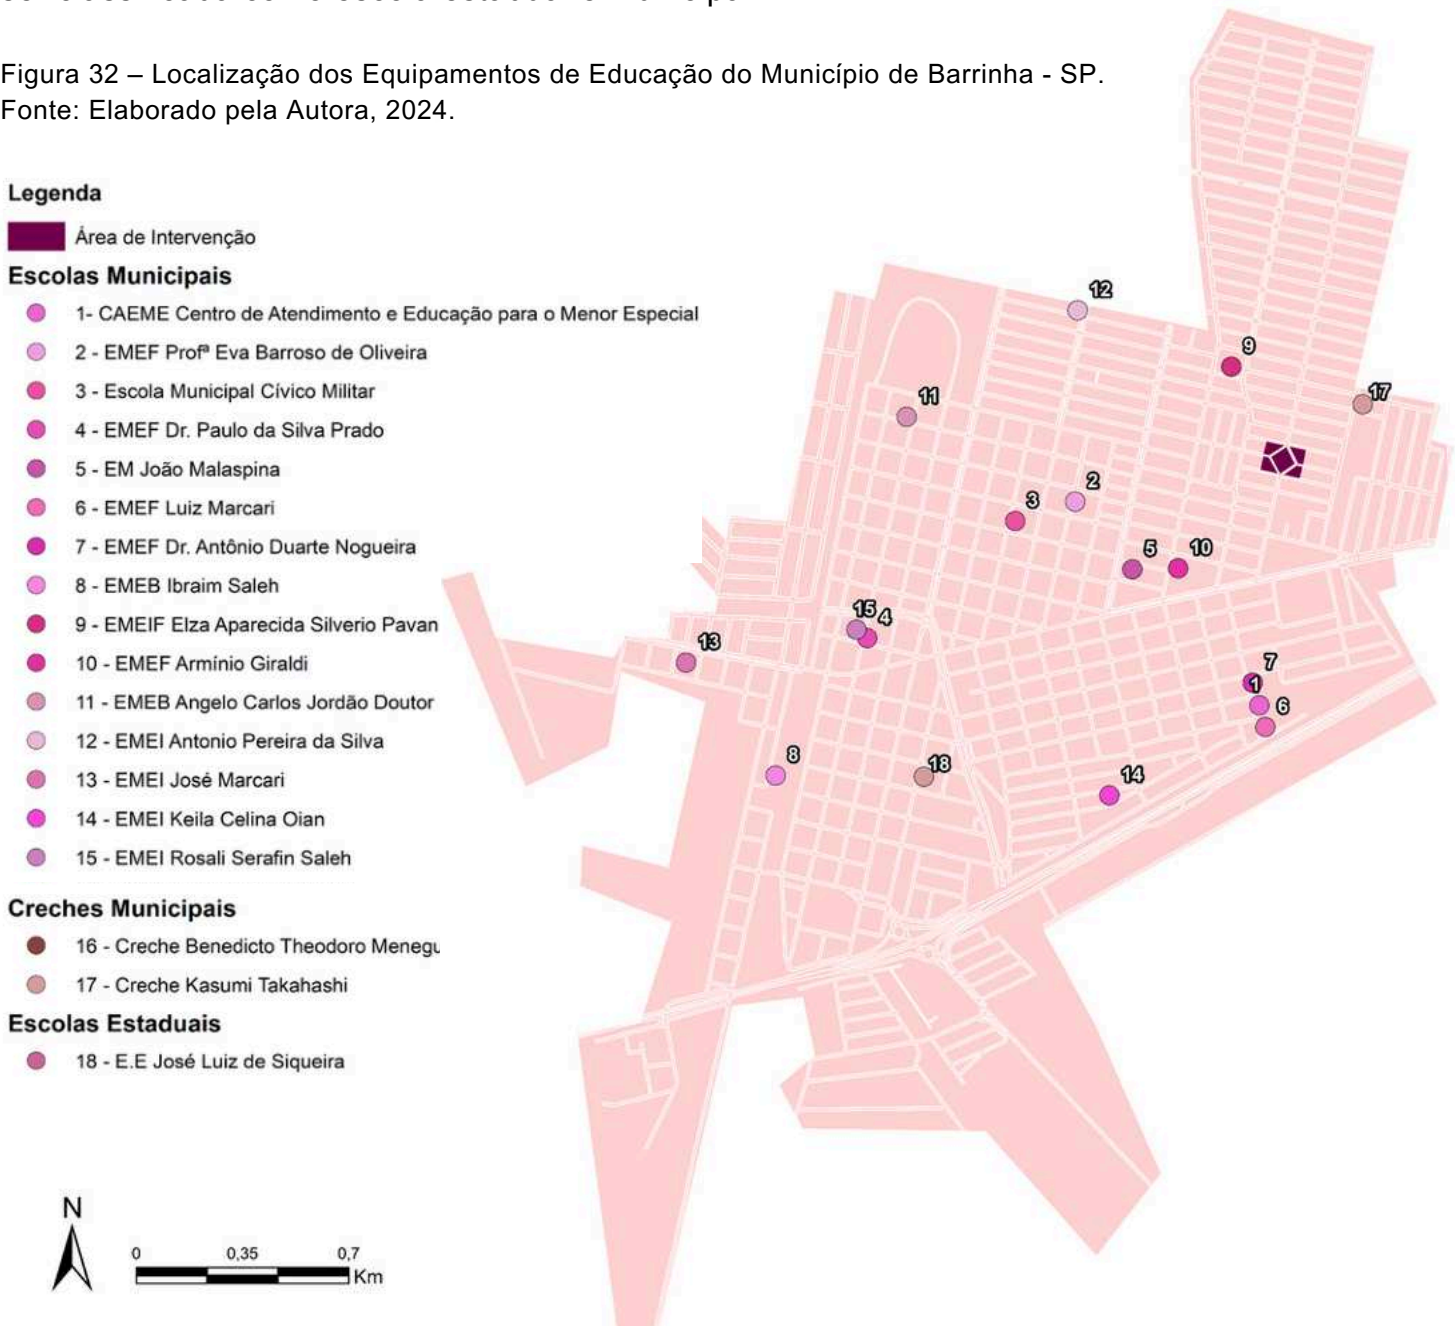 Figura 32 – Localização dos Equipamentos de Educação do Município de Barrinha - SP.
Fonte: Elaborado pela Autora, 2024.
Legenda
Área de Intervenção
Escolas Municipais
1- CAEME Centro de Atendimento e Educação para o Menor Especial
2 - EMEF Profª Eva Barroso de Oliveira
3 - Escola Municipal Cívico Militar
4 - EMEF Dr. Paulo da Silva Prado
5 - EM João Malaspina
6 - EMEF Luiz Marcari
7 - EMEF Dr. Antônio Duarte Nogueira
8 - EMEB Ibraim Saleh
9 - EMEIF Elza Aparecida Silverio Pavan
10 - EMEF Armínio Giraldi
11 - EMEB Angelo Carlos Jordão Doutor
12 - EMEI Antonio Pereira da Silva
13 - EMEI José Marcari
14 - EMEI Keila Celina Oian
15 - EMEI Rosali Serafin Saleh
Creches Municipais
16 - Creche Benedicto Theodoro Menegu
17 - Creche Kasumi Takahashi
Escolas Estaduais
18 - E.E José Luiz de Siqueira
N
0 0,35 0,7
Km
12
9
17
11
2
3
5
10
15
4
13
7
1
6
8
18
14